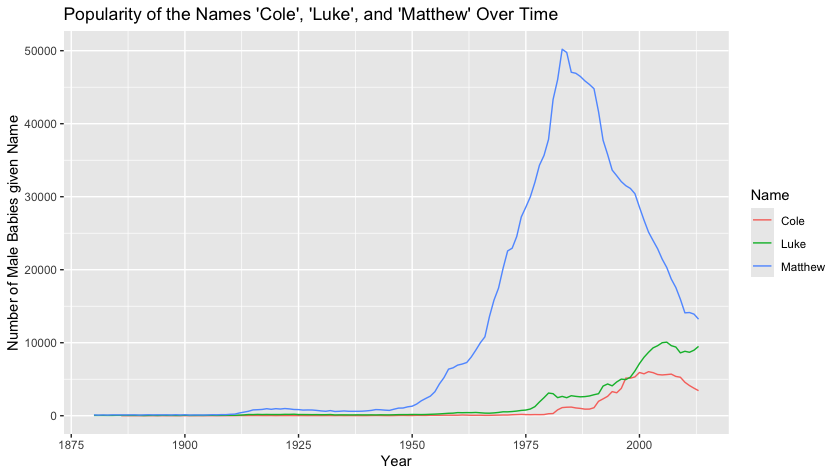 Popularity of the Names 'Cole', 'Luke', and 'Matthew' Over Time
Number of Male Babies given Name
50000
40000
30000
20000
10000
0
1875
1900
1925
1950
1975
2000
Year
Name
Cole
Luke
Matthew